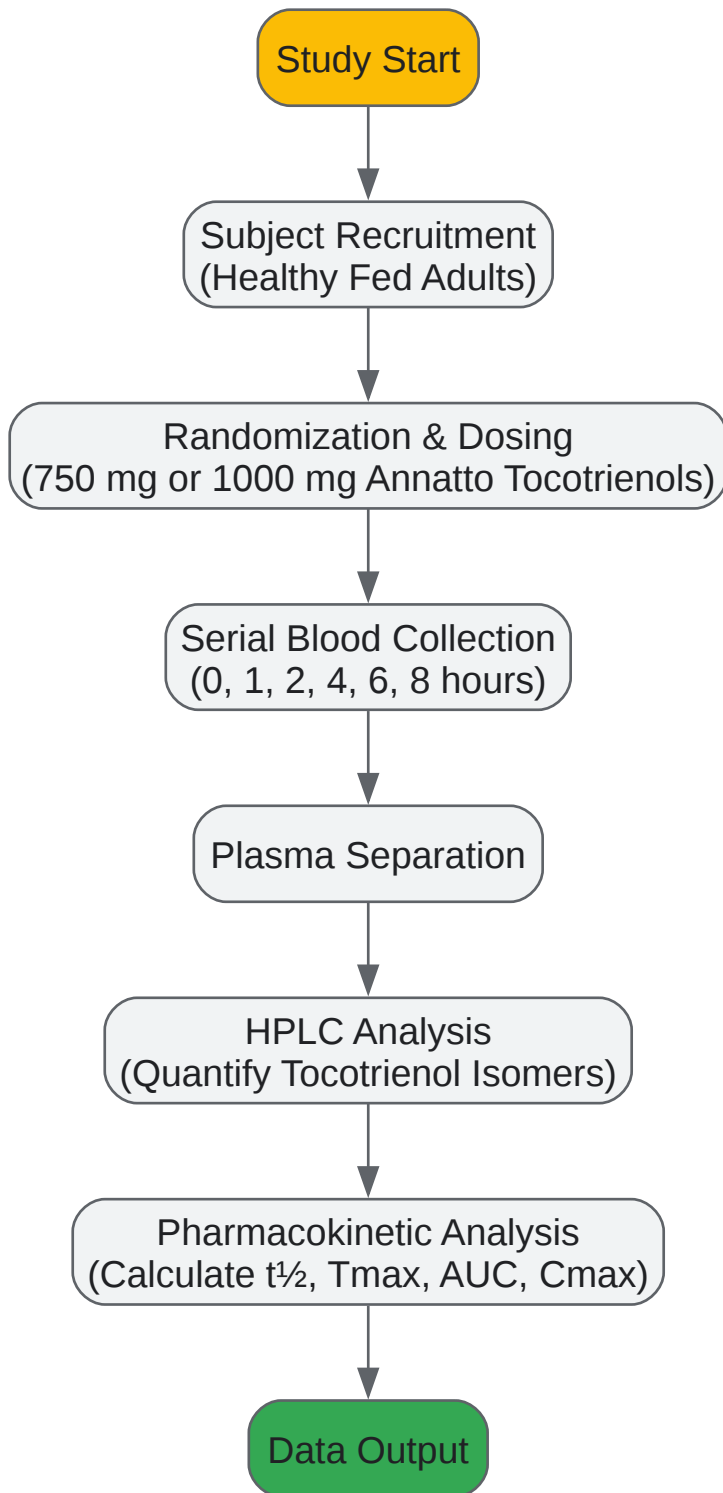 Study Start
Subject Recruitment
(Healthy Fed Adults)
Randomization & Dosing
(750 mg or 1000 mg Annatto Tocotrienols)
Serial Blood Collection
(0, 1, 2, 4, 6, 8 hours)
Plasma Separation
HPLC Analysis
(Quantify Tocotrienol Isomers)
Pharmacokinetic Analysis
(Calculate t½, Tmax, AUC, Cmax)
Data Output